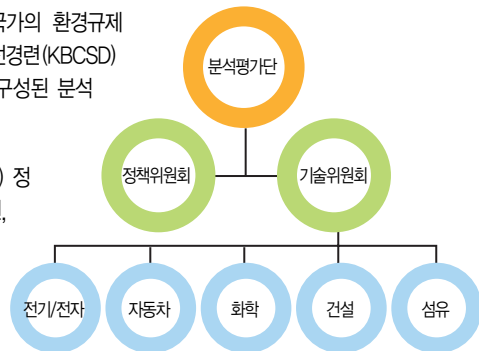 국가의 환경규제
건경련(KBCSD)
구성된 분석
) 정
분석평가단
정책위원회
기술위원회
전기/전자
자동차
화학
건설
섬유